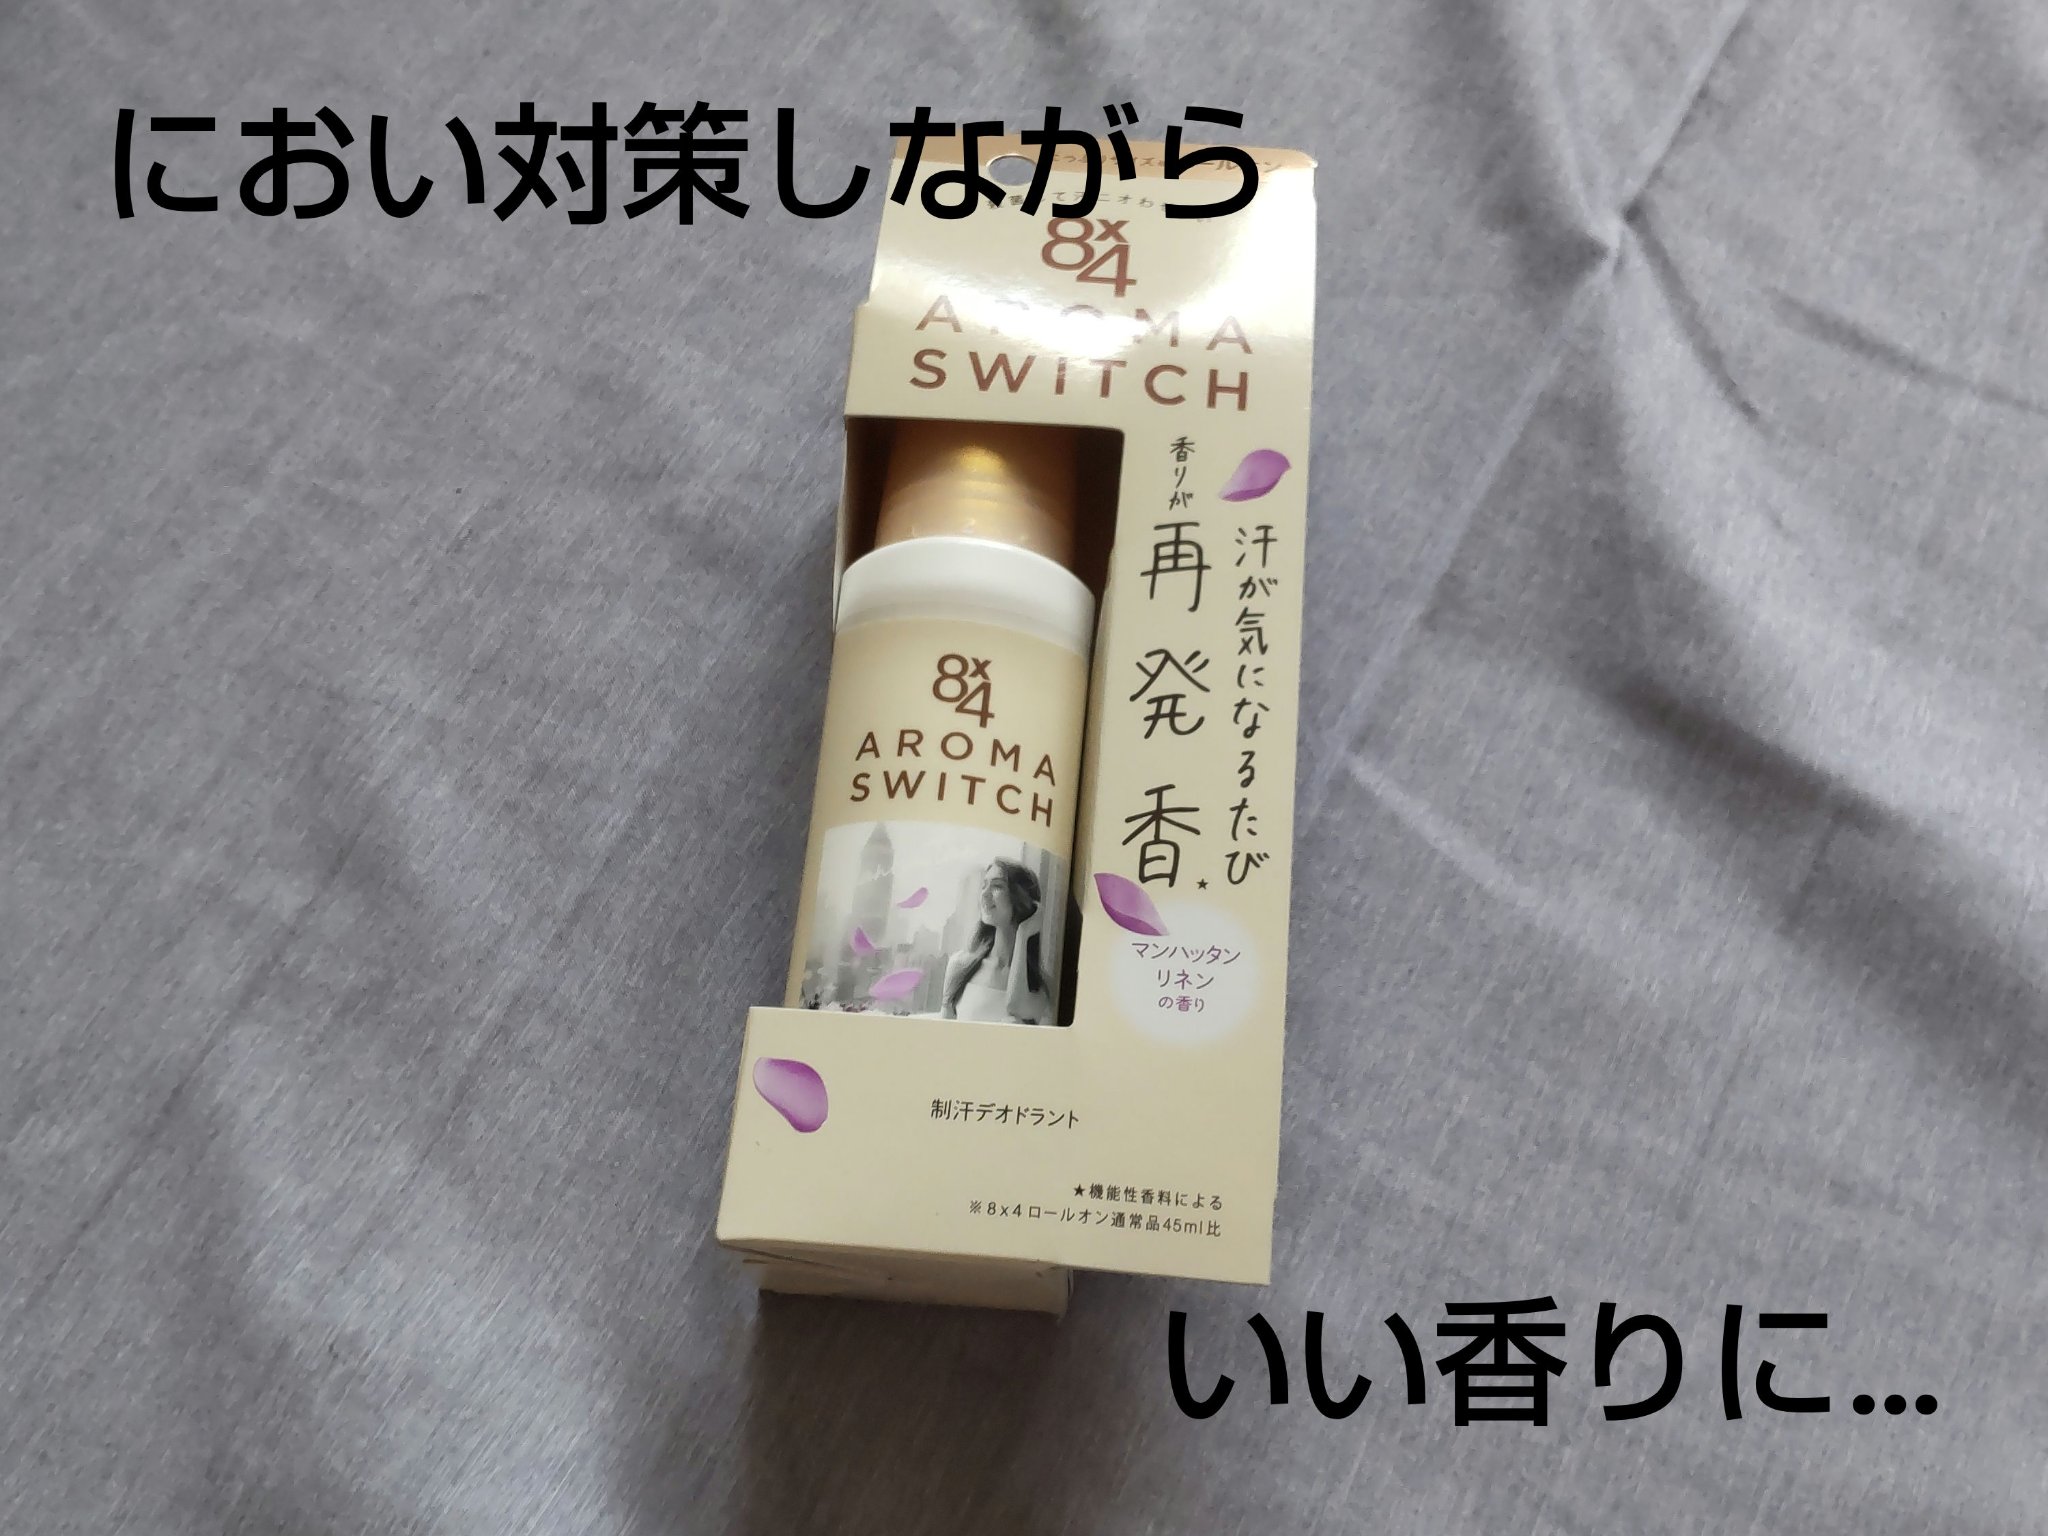 におい対策しながら
8x4
AROMA
SWITCH
汗が気になるたび
香りが
再発香★
マンハッタン
リネン
の香り
8x4
AROMA
SWITCH
制汗デオドラント
★機能性香料による
※8x4ロールオン通常品45ml比
いい香りに...